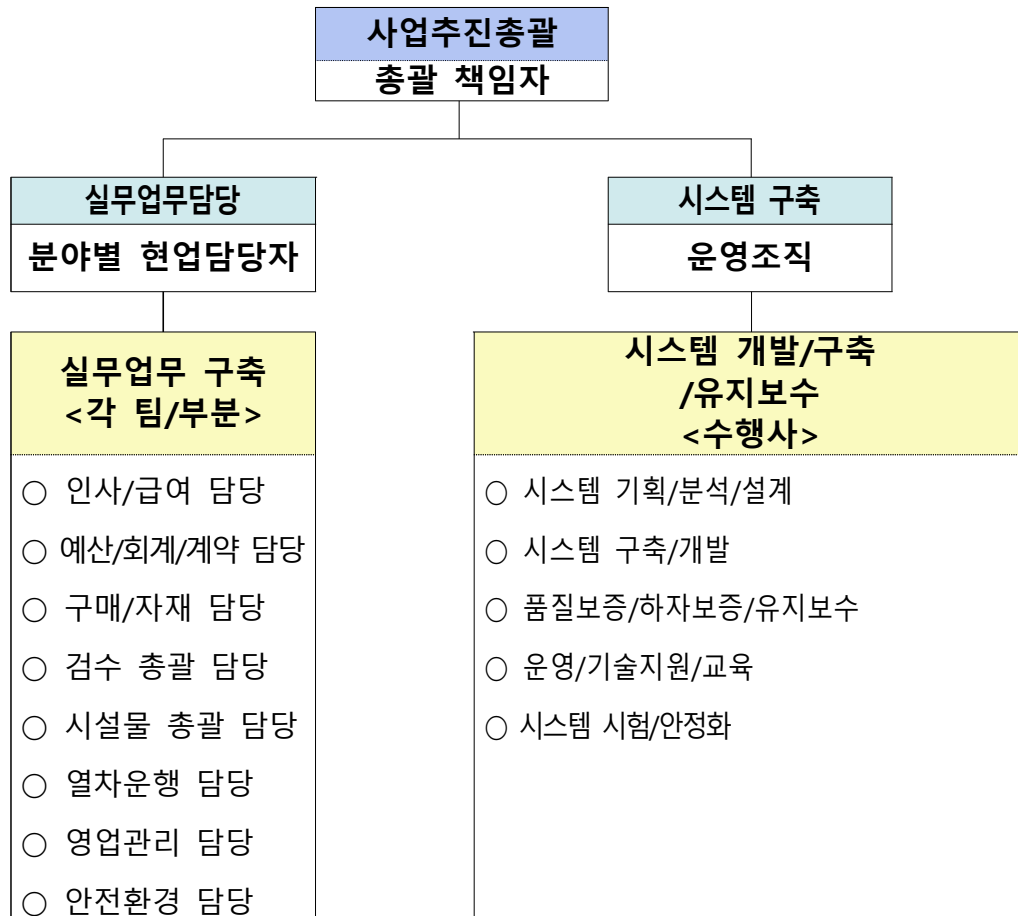 사업추진총괄
총괄 책임자
실무업무담당
분야별 현업담당자
시스템 구축
운영조직
실무업무 구축
<각 팀/부분>
○ 인사/급여 담당
○ 예산/회계/계약 담당
○ 구매/자재 담당
○ 검수 총괄 담당
○ 시설물 총괄 담당
○ 열차운행 담당
○ 영업관리 담당
○ 안전환경 담당
시스템 개발/구축
/유지보수
<수행사>
○ 시스템 기획/분석/설계
○ 시스템 구축/개발
○ 품질보증/하자보증/유지보수
○ 운영/기술지원/교육
○ 시스템 시험/안정화